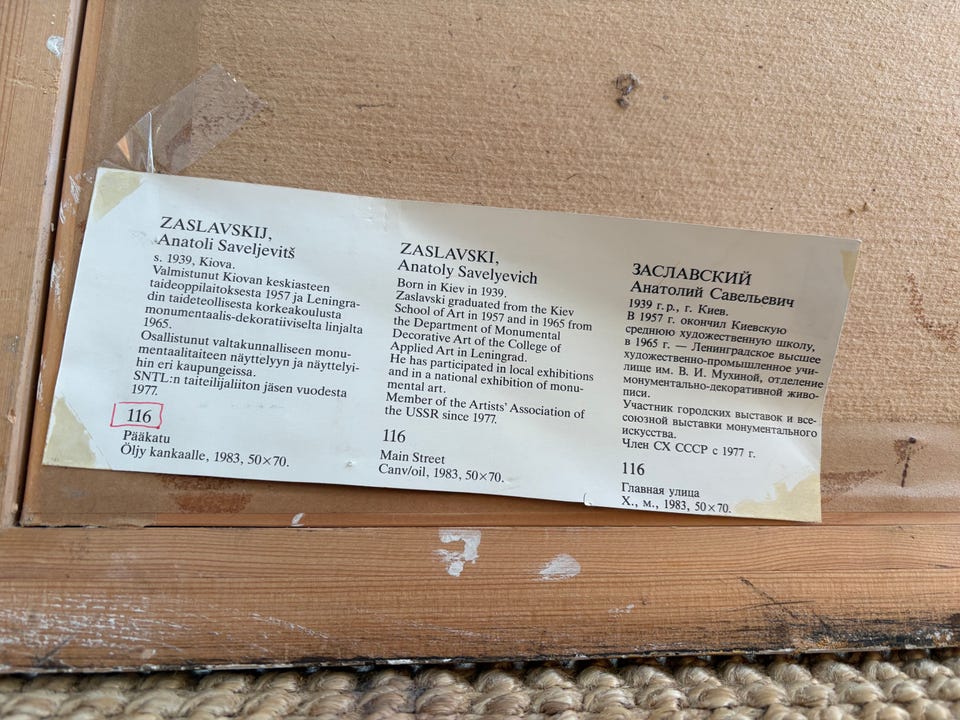 ZASLAVSKIJ,
Anatoli Saveljevitš
s. 1939, Kiova.
Valmistunut Kiovan keskiasteen
taideoppilaitoksesta 1957 ja Leningra-
din taideteollisesta korkeakoulusta
monumentaalis-dekoratiiviselta linjalta
1965.
Osallistunut valtakunnalliseen monu-
mentaalitaiteen näyttelyyn ja näyttelyi-
hin eri kaupungeissa.
SNTL:n taiteilijaliiton jäsen vuodesta
1977.
116
Pääkatu
Öljy kankaalle, 1983, 50×70.
ZASLAVSKI,
Anatoly Savelyevich
Born in Kiev in 1939.
Zaslavski graduated from the Kiev
School of Art in 1957 and in 1965 from
the Department of Monumental
Decorative Art of the College of
Applied Art in Leningrad.
He has participated in local exhibitions
and in a national exhibition of monu-
mental art.
Member of the Artists' Association of
the USSR since 1977.
116
Main Street
Canv/oil, 1983, 50×70.
ЗАСЛАВСКИЙ
Анатолий Савельевич
1939 г. р., г. Киев.
В 1957 г. окончил Киевскую
среднюю художественную школу,
в 1965 г. — Ленинградское высшее
художественно-промышленное учи-
лище им. В. И. Мухиной, отделение
монументально-декоративной живо-
писи.
Участник городских выставок и все-
союзной выставки монументального
искусства.
Член СХ СССР с 1977 г.
116
Главная улица
Х., м., 1983, 50×70.